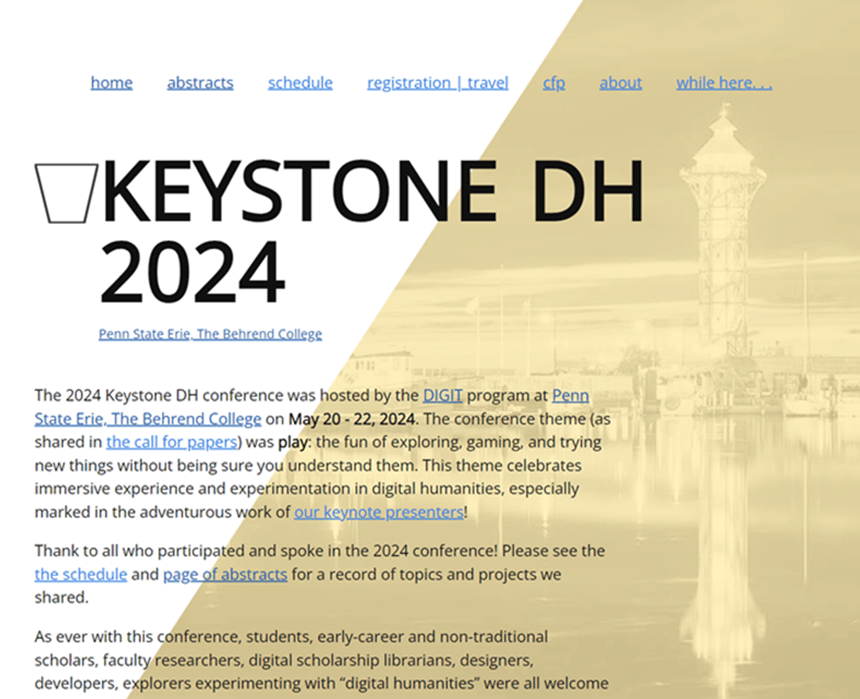 home abstracts schedule registration | travel cfp about while here. . .
KEYSTONE DH
2024
Penn State Erie, The Behrend College
The 2024 Keystone DH conference was hosted by the DIGIT program at Penn
State Erie, The Behrend College on May 20 - 22, 2024. The conference theme (as
shared in the call for papers) was play: the fun of exploring, gaming, and trying
new things without being sure you understand them. This theme celebrates
immersive experience and experimentation in digital humanities, especially
marked in the adventurous work of our keynote presenters!
Thank to all who participated and spoke in the 2024 conference! Please see the
the schedule and page of abstracts for a record of topics and projects we
shared.
As ever with this conference, students, early-career and non-traditional
scholars, faculty researchers, digital scholarship librarians, designers,
developers, explorers experimenting with “digital humanities” were all welcome